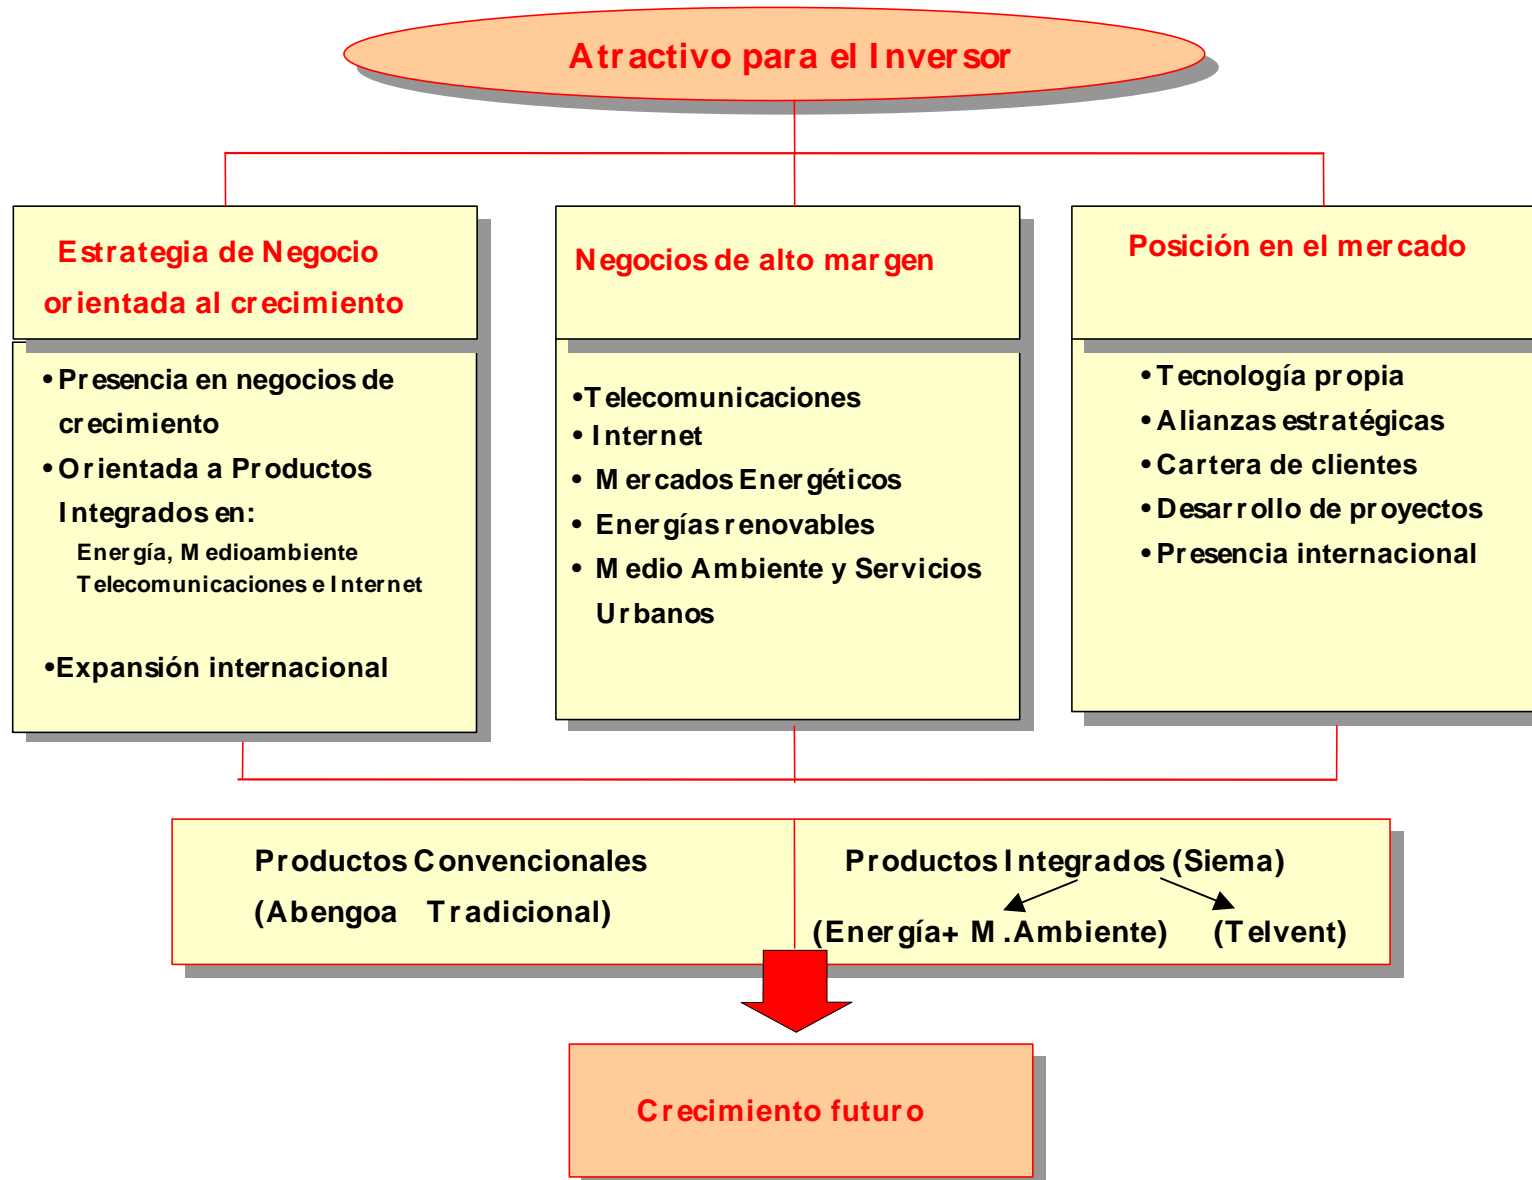 Atractivo para el Inversor
Estrategia de Negocio
orientada al crecimiento
•Presencia en negocios de
crecimiento
•Orientada a Productos
Integrados en:
Energía, Medioambiente
Telecomunicaciones e Internet
•Expansión internacional
Negocios de alto margen
•Telecomunicaciones
• Internet
• Mercados Energéticos
• Energías renovables
• Medio Ambiente y Servicios
Urbanos
Posición en el mercado
•Tecnología propia
•Alianzas estratégicas
•Cartera de clientes
•Desarrollo de proyectos
•Presencia internacional
Productos Convencionales
(Abengoa Tradicional)
Productos Integrados (Siema)
(Energía+ M.Ambiente) (Telvent)
Crecimiento futuro